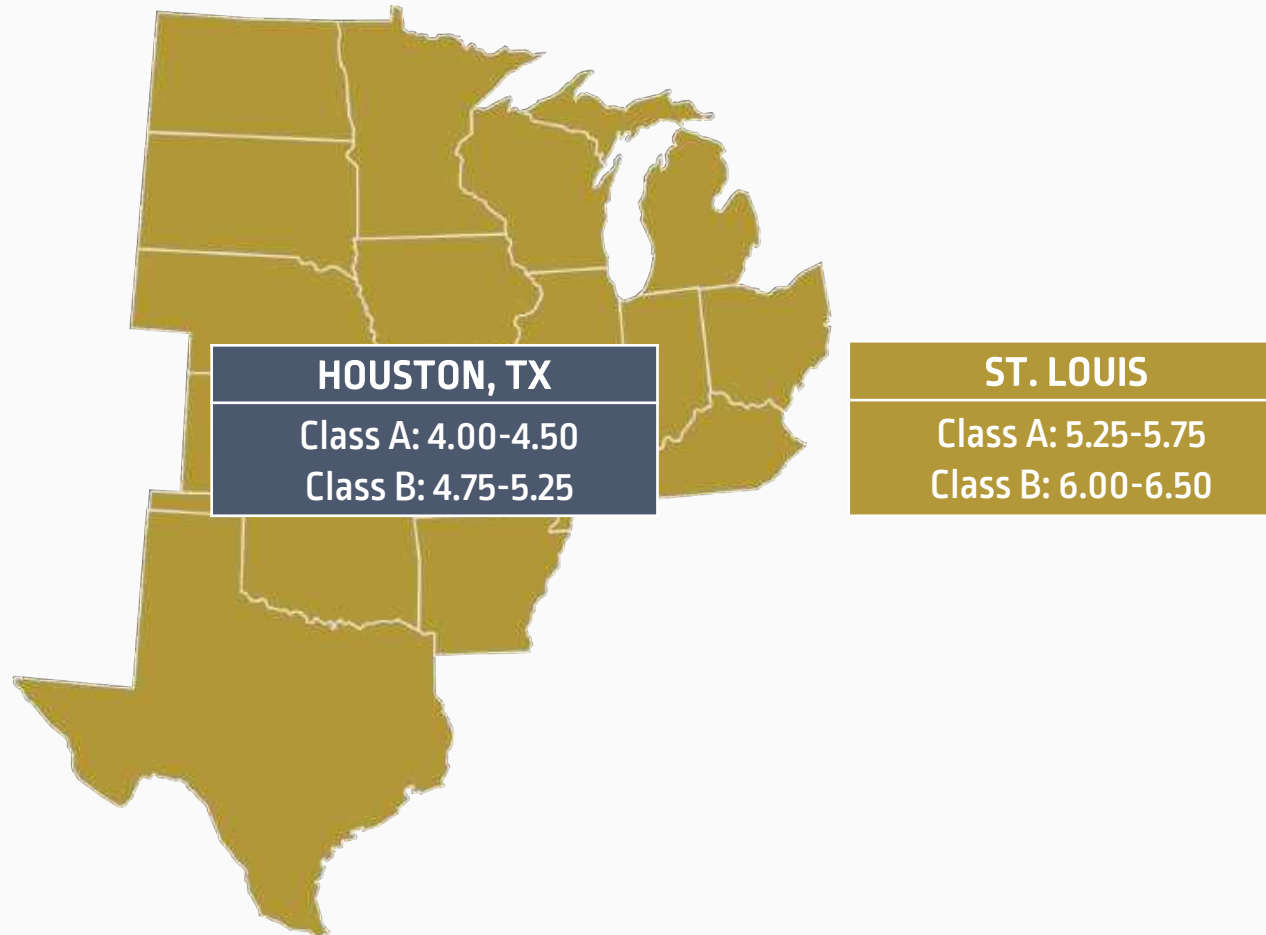 HOUSTON, TX
Class A: 4.00-4.50
Class B: 4.75-5.25
ST. LOUIS
Class A: 5.25-5.75
Class B: 6.00-6.50